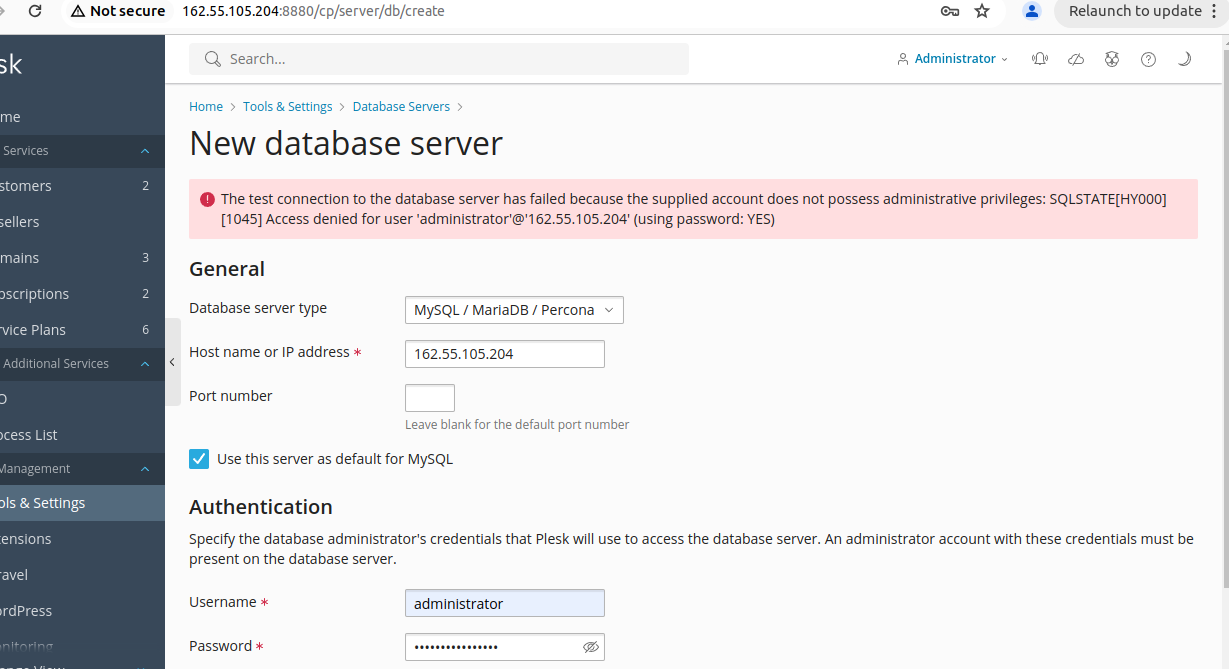 Not secure 162.55.105.204:8880/cp/server/db/create Relaunch to update
sk
Search...
Administrator
me
Home > Tools & Settings > Database Servers >
New database server
Services
stomers 2
The test connection to the database server has failed because the supplied account does not possess administrative privileges: SQLSTATE[HY000]
[1045] Access denied for user 'administrator'@'162.55.105.204' (using password: YES)
sellers
mains 3
General
oscriptions 2
Database server type MySQL / MariaDB / Percona
rvice Plans 6
Host name or IP address * 162.55.105.204
Additional Services
Port number
O
Leave blank for the default port number
ocess List
Use this server as default for MySQL
Management
ols & Settings
Authentication
tensions
Specify the database administrator's credentials that Plesk will use to access the database server. An administrator account with these credentials must be
present on the database server.
ravel
Username * administrator
ordPress
Password * ••••••••••••••••
onitoring
ange View